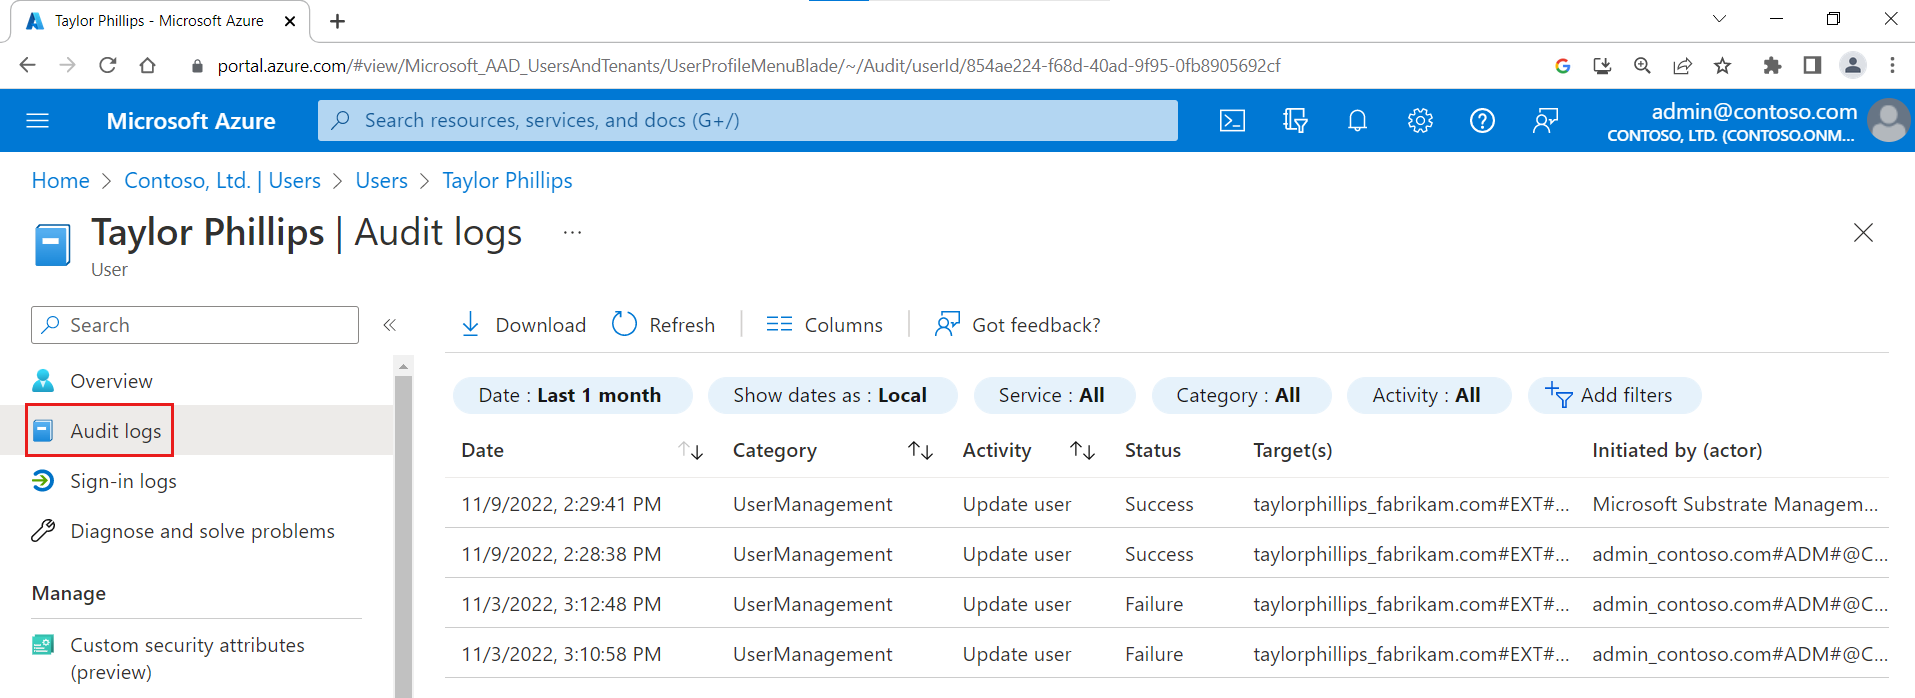 Taylor Phillips - Microsoft Azure
portal.azure.com/#view/Microsoft_AAD_UsersAndTenants/UserProfileMenuBlade/~/Audit/userId/854ae224-f68d-40ad-9f95-0fb8905692cf
Microsoft Azure
Search resources, services, and docs (G+/)
admin@contoso.com
CONTOSO, LTD. (CONTOSO.ONM...
Home > Contoso, Ltd. | Users > Users > Taylor Phillips
Taylor Phillips | Audit logs ...
User
Search
Overview
Audit logs
Sign-in logs
Diagnose and solve problems
Manage
Custom security attributes
(preview)
Download Refresh Columns Got feedback?
Date : Last 1 month Show dates as : Local Service : All Category : All Activity : All Add filters
Date Category Activity Status Target(s) Initiated by (actor)
11/9/2022, 2:29:41 PM UserManagement Update user Success taylorphillips_fabrikam.com#EXT#... Microsoft Substrate Managem...
11/9/2022, 2:28:38 PM UserManagement Update user Success taylorphillips_fabrikam.com#EXT#... admin_contoso.com#ADM#@C...
11/3/2022, 3:12:48 PM UserManagement Update user Failure taylorphillips_fabrikam.com#EXT#... admin_contoso.com#ADM#@C...
11/3/2022, 3:10:58 PM UserManagement Update user Failure taylorphillips_fabrikam.com#EXT#... admin_contoso.com#ADM#@C...